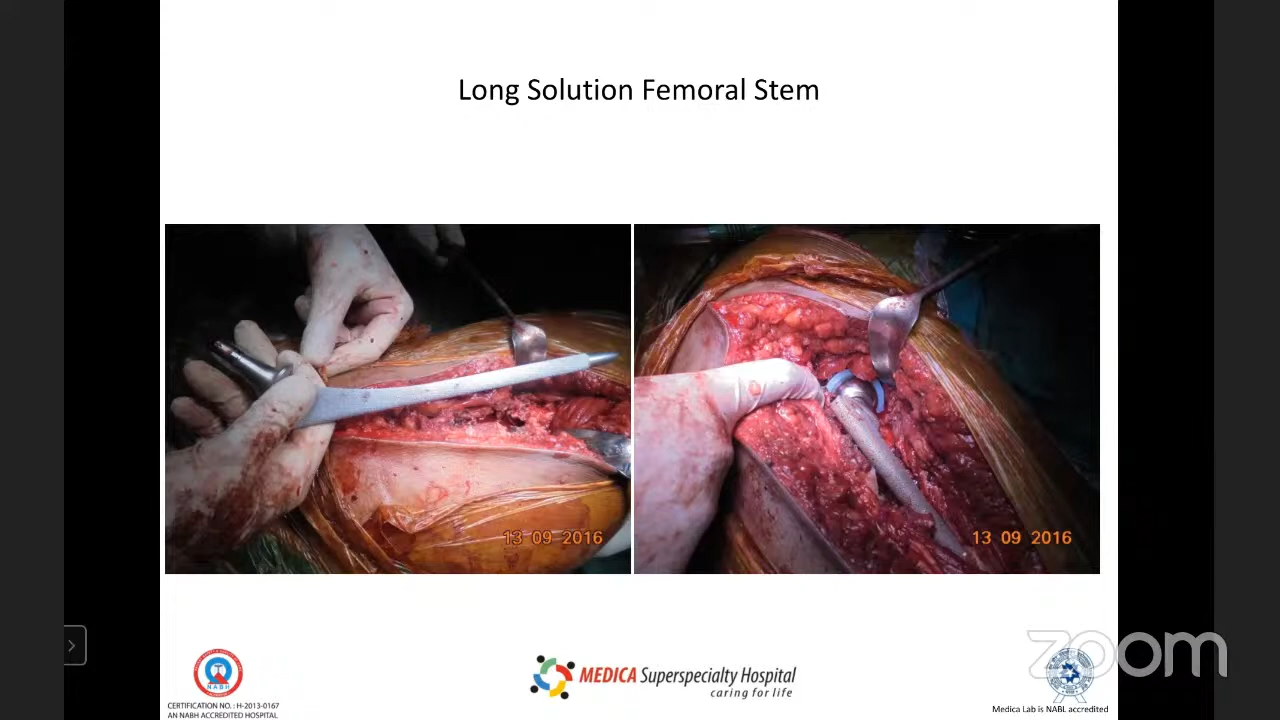 Long Solution Femoral Stem
13 09 2016
13 09 2016
NABH
CERTIFICATION NO. : H-2013-0167
AN NABH ACCREDITED HOSPITAL
MEDICA Superspecialty Hospital
caring for life
zoom
Medica Lab is NABL accredited